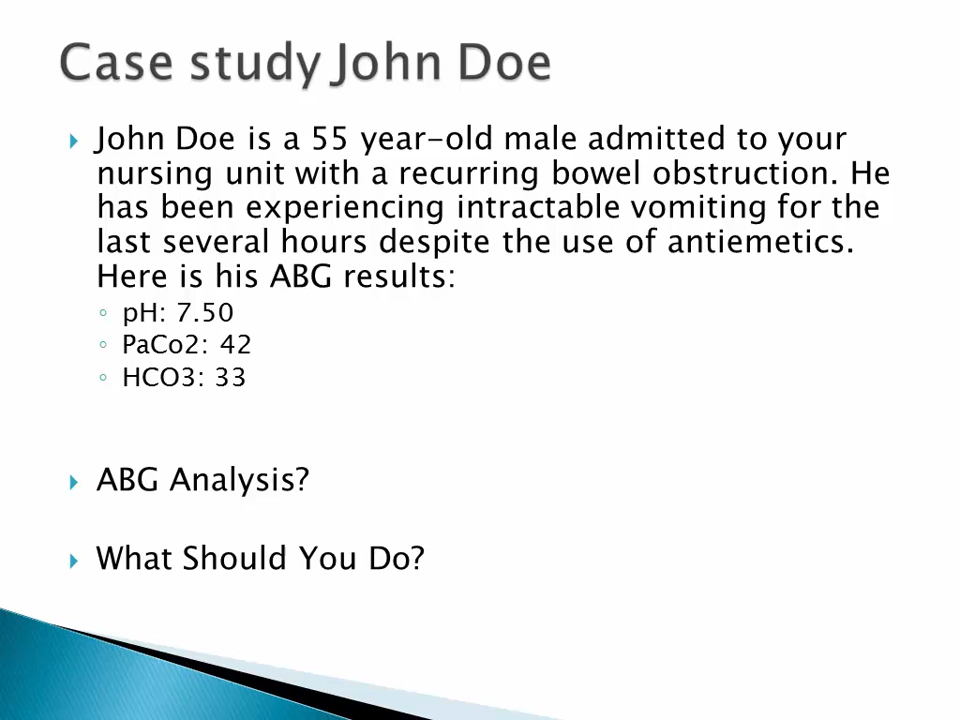 Case study John Doe
John Doe is a 55 year-old male admitted to your
nursing unit with a recurring bowel obstruction. He
has been experiencing intractable vomiting for the
last several hours despite the use of antiemetics.
Here is his ABG results:
pH: 7.50
PaCo2: 42
HCO3: 33
ABG Analysis?
What Should You Do?